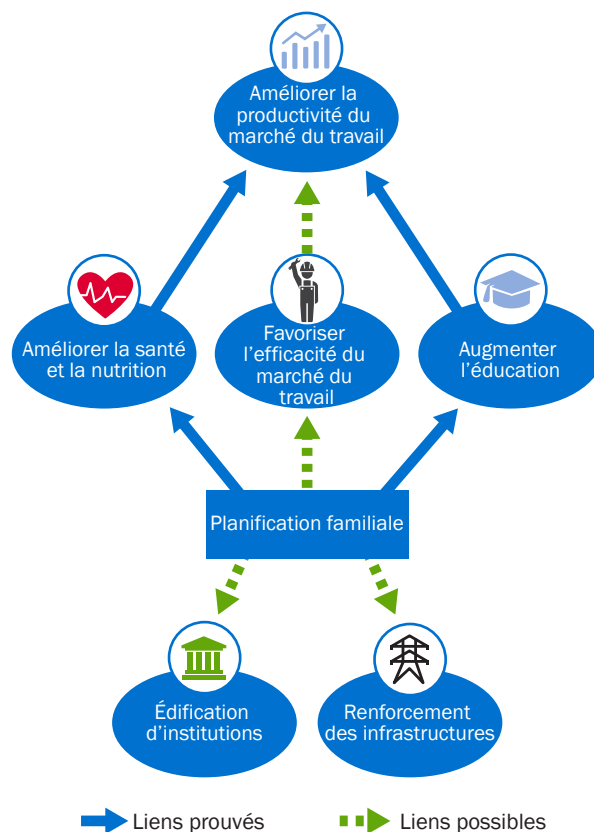 Améliorer la
productivité du
marché du travail
Améliorer la santé
et la nutrition
Favoriser
l'efficacité du
marché du
travail
Augmenter
l'éducation
Planification familiale
Édification
d'institutions
Renforcement
des infrastructures
Liens prouvés
Liens possibles